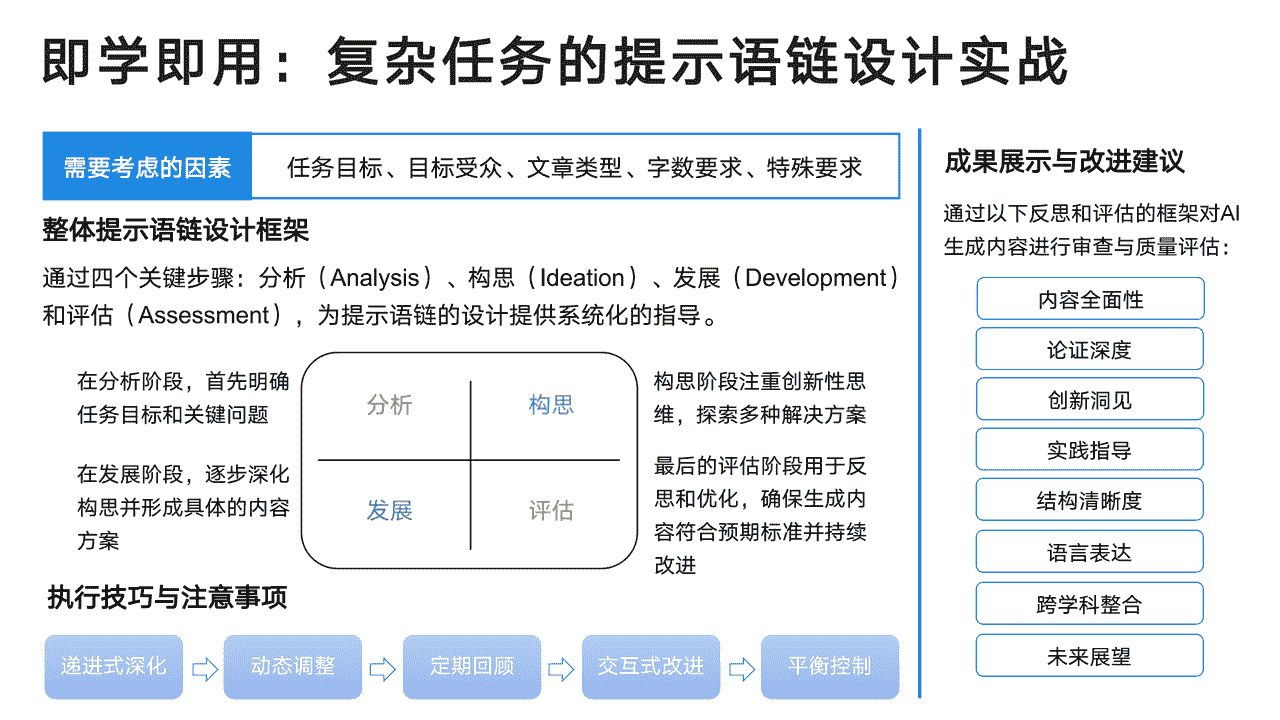 即学即用：复杂任务的提示语链设计实战
需要考虑的因素
任务目标、目标受众、文章类型、字数要求、特殊要求
整体提示语链设计框架
通过四个关键步骤：分析（Analysis）、构思（Ideation）、发展（Development）
和评估（Assessment），为提示语链的设计提供系统化的指导。
在分析阶段，首先明确
任务目标和关键问题
在发展阶段，逐步深化
构思并形成具体的内容
方案
分析
构思
发展
评估
构思阶段注重创新性思
维，探索多种解决方案
最后的评估阶段用于反
思和优化，确保生成内
容符合预期标准并持续
改进
执行技巧与注意事项
递进式深化
动态调整
定期回顾
交互式改进
平衡控制
成果展示与改进建议
通过以下反思和评估的框架对AI
生成内容进行审查与质量评估：
内容全面性
论证深度
创新洞见
实践指导
结构清晰度
语言表达
跨学科整合
未来展望